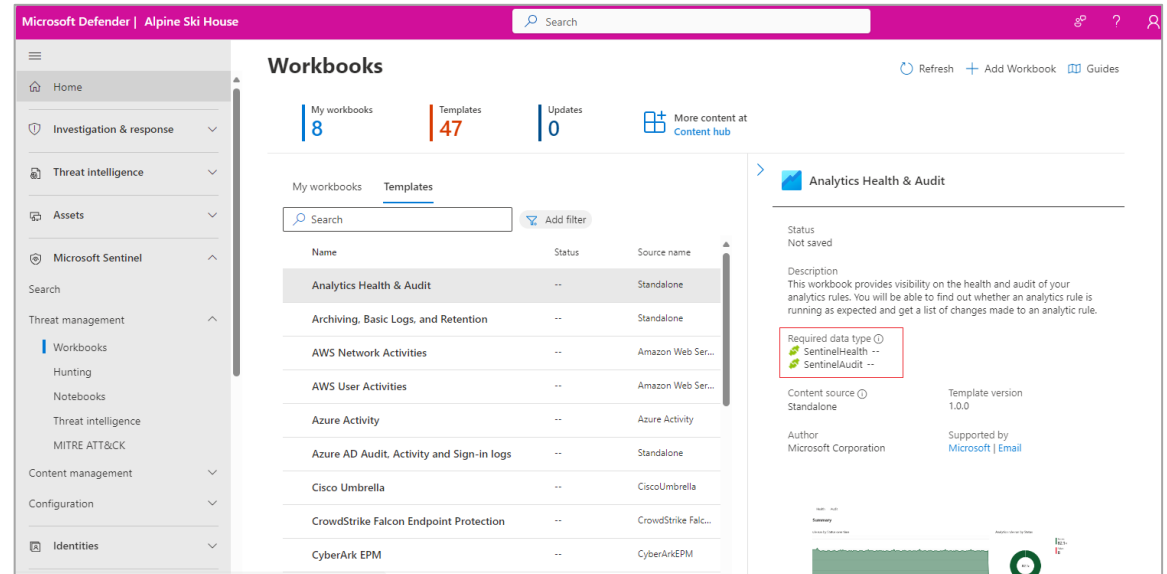 Microsoft Defender | Alpine Ski House
Search
?
Home
Investigation & response
Threat intelligence
Assets
Microsoft Sentinel
Search
Threat management
Workbooks
Hunting
Notebooks
Threat intelligence
MITRE ATT&CK
Content management
Configuration
Identities
Workbooks
Refresh
Add Workbook
Guides
My workbooks
8
Templates
47
Updates
0
More content at
Content hub
My workbooks Templates
Search
Add filter
Name Status Source name
Analytics Health & Audit -- Standalone
Archiving, Basic Logs, and Retention -- Standalone
AWS Network Activities -- Amazon Web Ser...
AWS User Activities -- Amazon Web Ser...
Azure Activity -- Azure Activity
Azure AD Audit, Activity and Sign-in logs -- Standalone
Cisco Umbrella -- CiscoUmbrella
CrowdStrike Falcon Endpoint Protection -- CrowdStrike Falc...
CyberArk EPM -- CyberArkEPM
Analytics Health & Audit
Status
Not saved
Description
This workbook provides visibility on the health and audit of your
analytics rules. You will be able to find out whether an analytics rule is
running as expected and get a list of changes made to an analytic rule.
Required data type
SentinelHealth --
SentinelAudit --
Content source
Standalone
Template version
1.0.0
Author
Microsoft Corporation
Supported by
Microsoft | Email
Summary